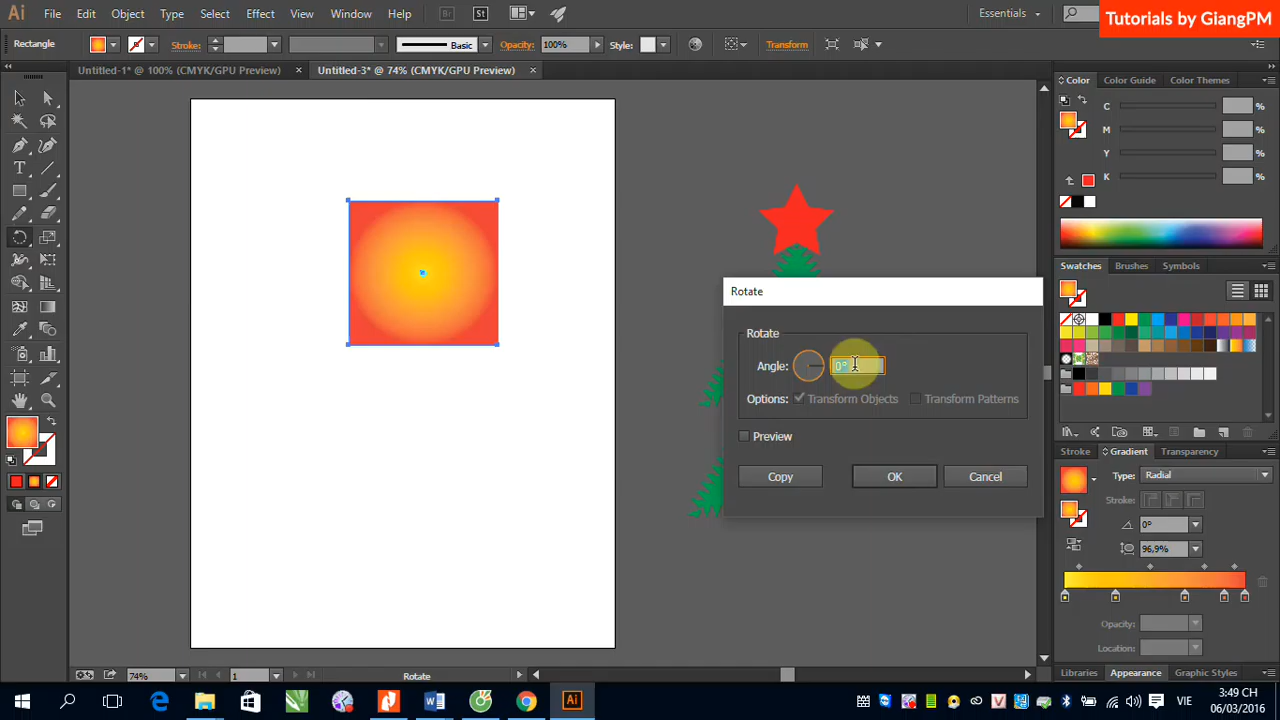 Ai File Edit Object Type Select Effect View Window Help Br St Essentials Tutorials by GiangPM
Rectangle Stroke: Basic Opacity: 100% Style: Transform
Untitled-1* @ 100% (CMYK/GPU Preview) × Untitled-3* @ 74% (CMYK/GPU Preview) ×
Color Color Guide Color Themes
C %
M %
Y %
K %
Swatches Brushes Symbols
Rotate
Rotate
Angle: 0°
Options: Transform Objects Transform Patterns
Preview
Copy OK Cancel
Stroke Gradient Transparency
Type: Radial
Stroke:
0°
96,9%
Opacity:
Location:
74% 1 Rotate
Libraries Appearance Graphic Styles
VIE
3:49 CH
06/03/2016